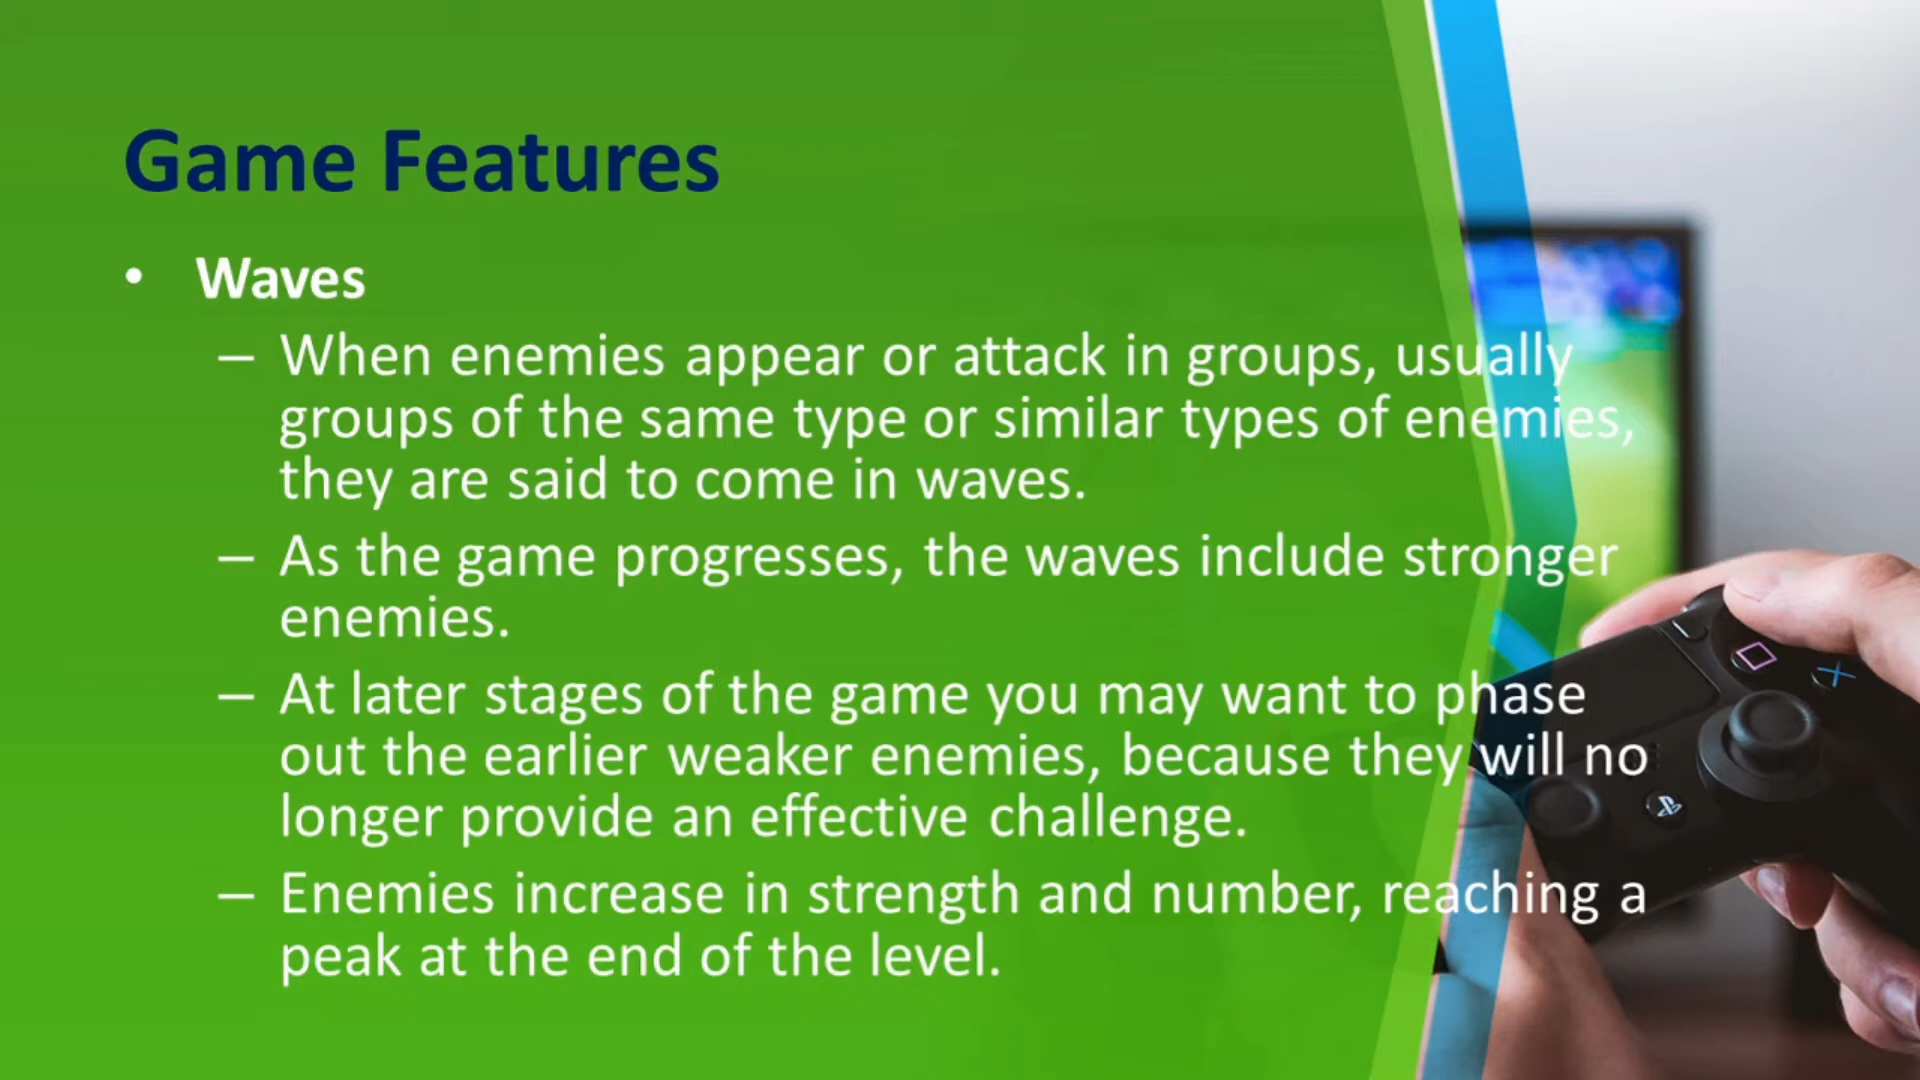 Game Features
• Waves
– When enemies appear or attack in groups, usually
groups of the same type or similar types of enemies,
they are said to come in waves.
– As the game progresses, the waves include stronger
enemies.
– At later stages of the game you may want to phase
out the earlier weaker enemies, because they will no
longer provide an effective challenge.
– Enemies increase in strength and number, reaching a
peak at the end of the level.